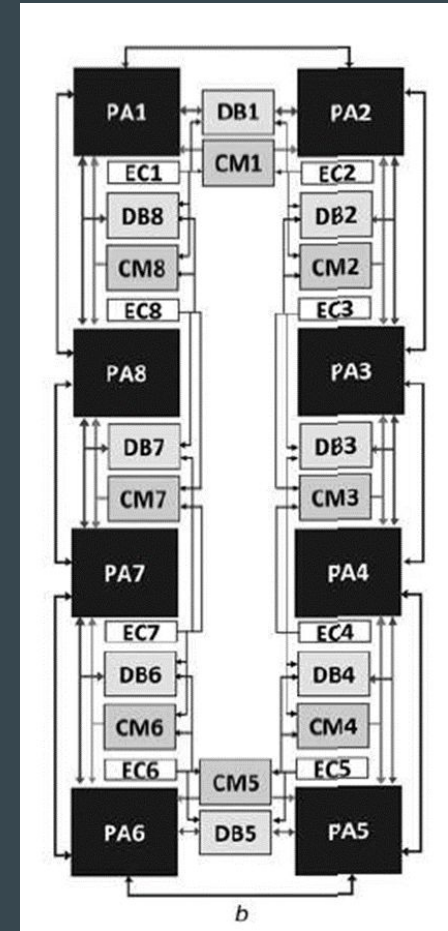 PA1 DB1 PA2
CM1
EC1 EC2
DB8 DB2
CM8 CM2
EC8 EC3
PA8 PA3
DB7 DB3
CM7 CM3
PA7 PA4
EC7 EC4
DB6 DB4
CM6 CM4
EC6 CM5 EC5
PA6 DB5 PA5
b